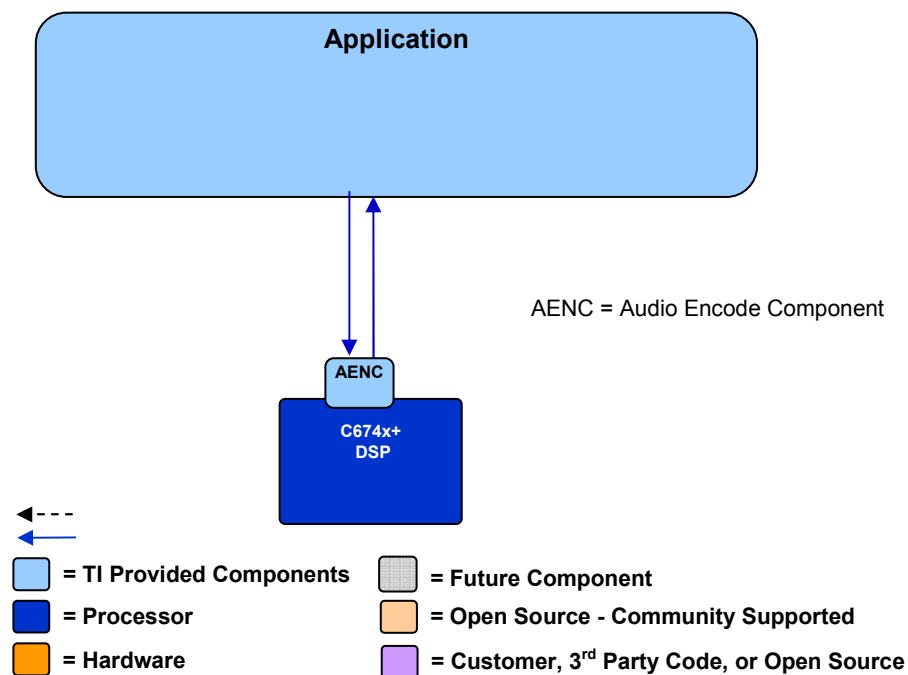 Application
AENC = Audio Encode Component
AENC
C674x+
DSP
= TI Provided Components
= Future Component
= Processor
= Open Source - Community Supported
= Hardware
= Customer, 3rd Party Code, or Open Source